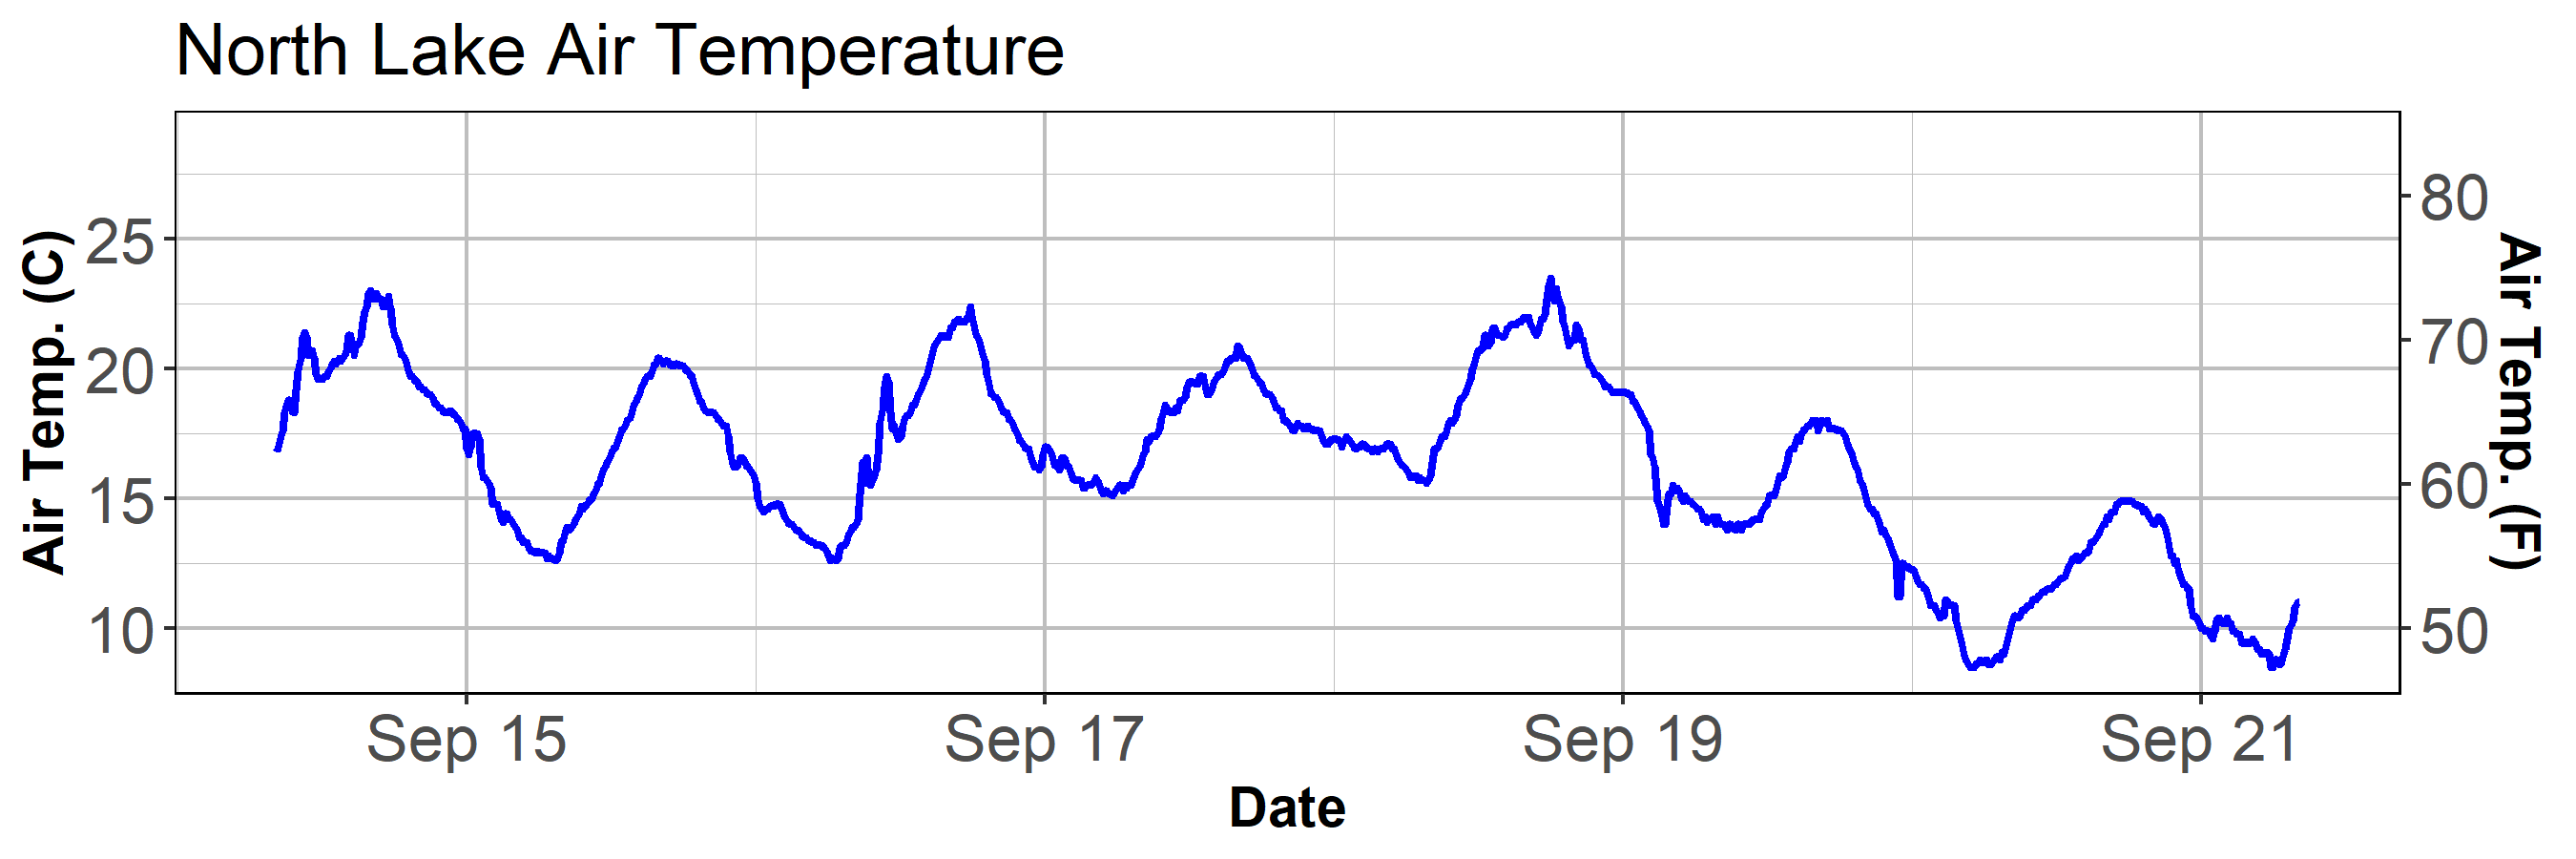 North Lake Air Temperature
Air Temp. (C)
25
20
15
10
80
70
60
50
Air Temp. (F)
Sep 15
Sep 17
Sep 19
Sep 21
Date